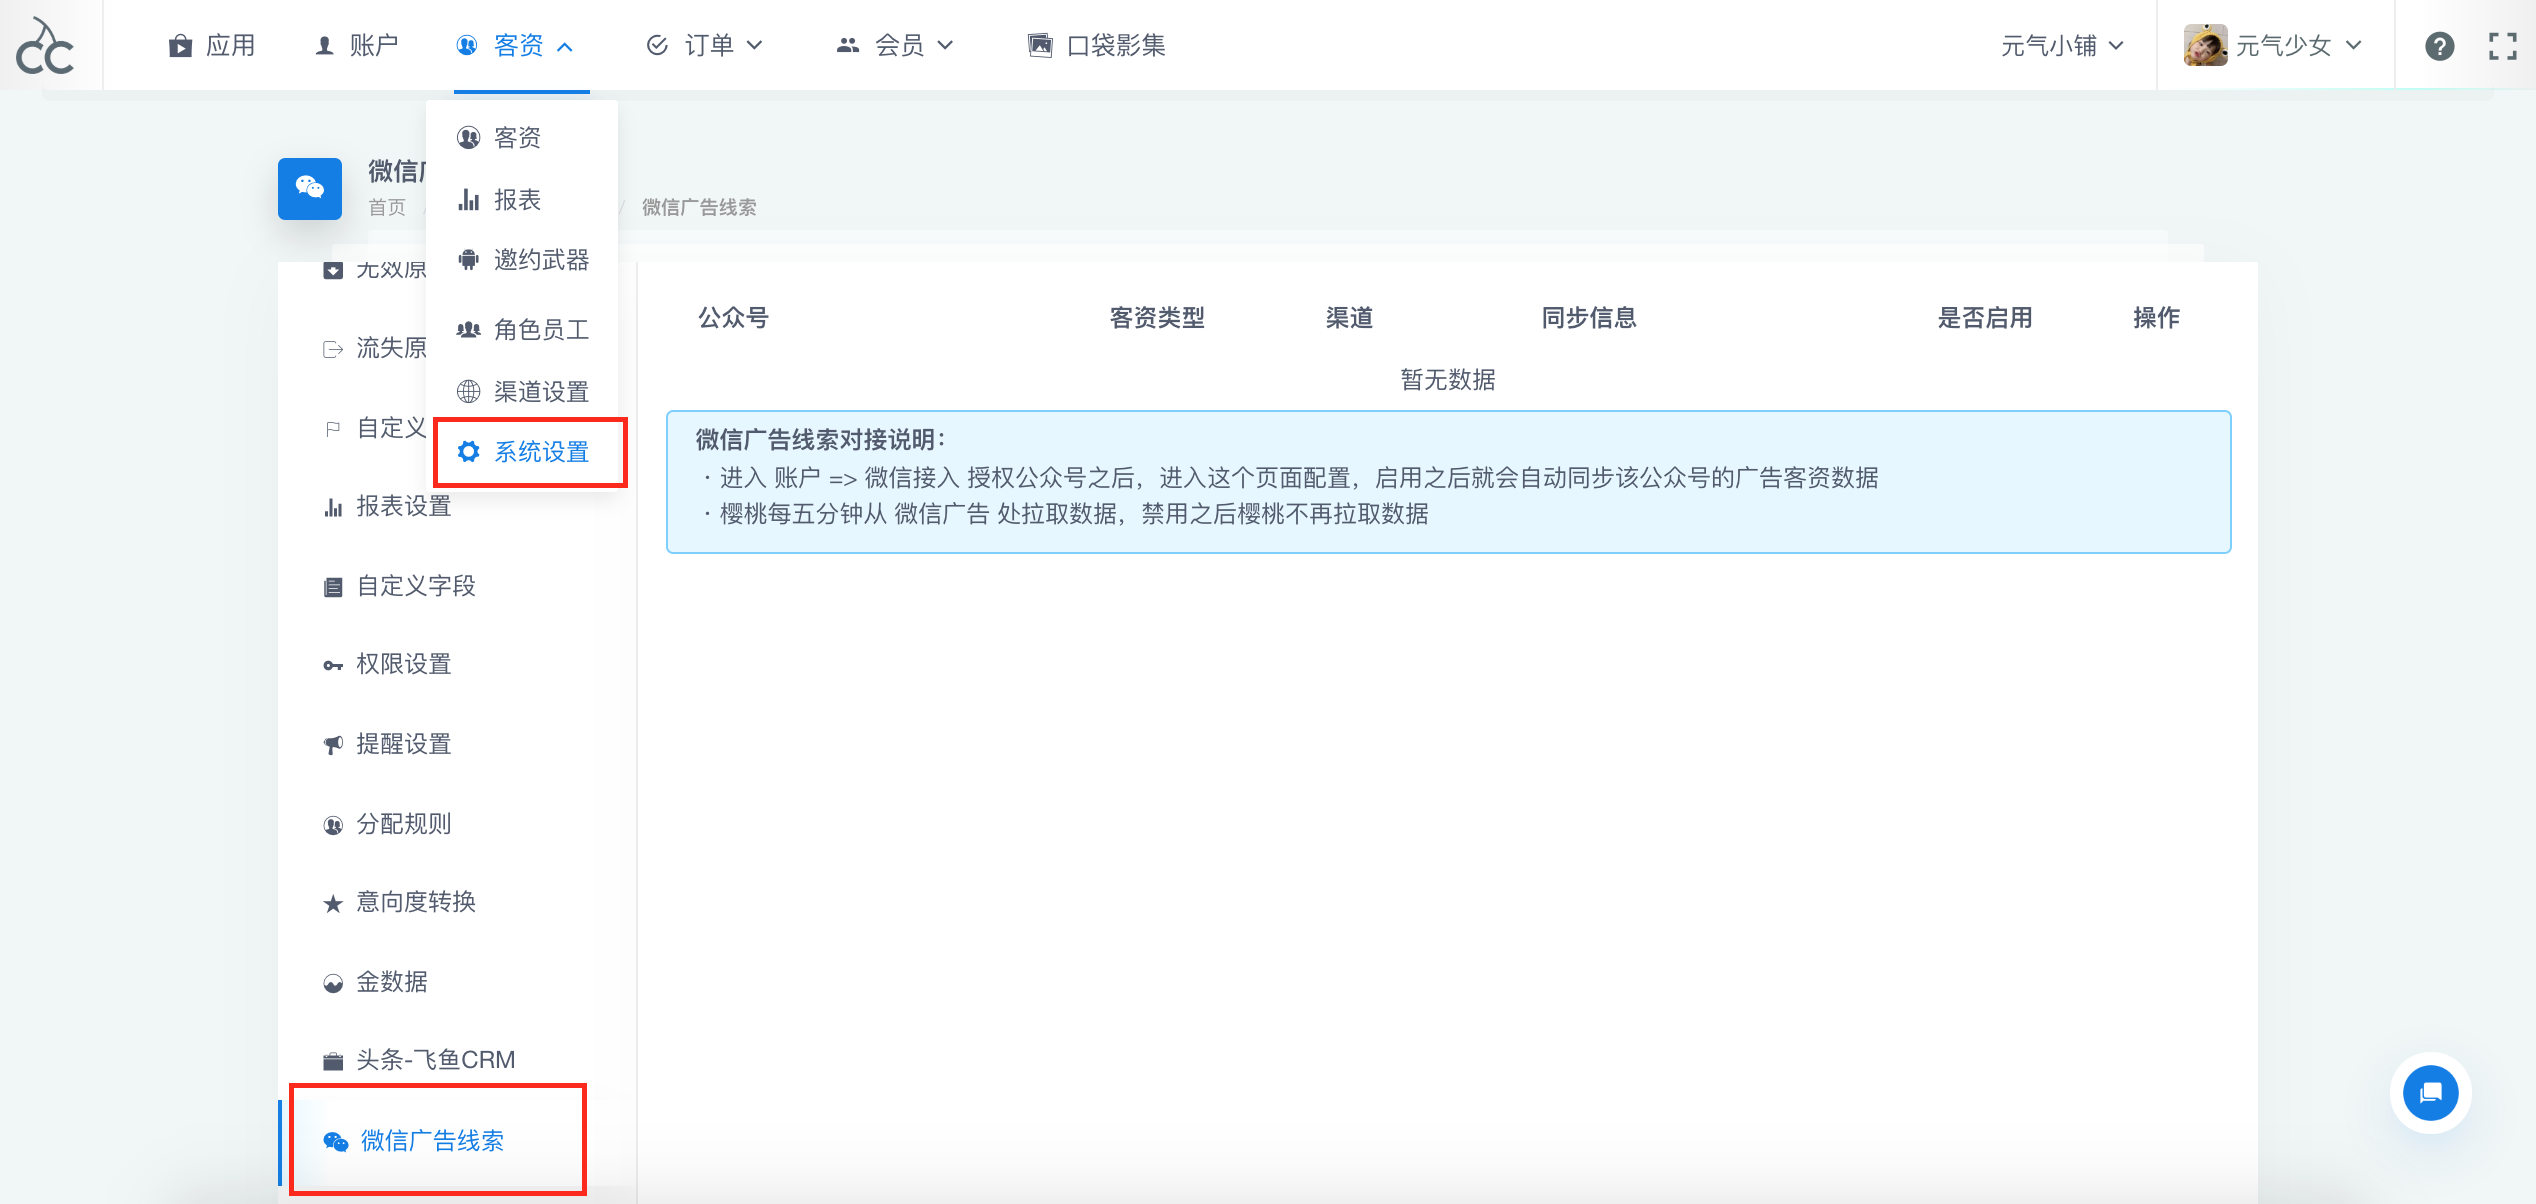 CC
应用
账户
客资
订单
会员
口袋影集
元气小铺
元气少女
客资
报表
邀约武器
角色员工
渠道设置
系统设置
微信
首页 / / 微信广告线索
无效原
流失原
自定义
报表设置
自定义字段
权限设置
提醒设置
分配规则
意向度转换
金数据
头条-飞鱼CRM
微信广告线索
公众号 客资类型 渠道 同步信息 是否启用 操作
暂无数据
微信广告线索对接说明：
· 进入 账户 => 微信接入 授权公众号之后，进入这个页面配置，启用之后就会自动同步该公众号的广告客资数据
· 樱桃每五分钟从 微信广告 处拉取数据，禁用之后樱桃不再拉取数据